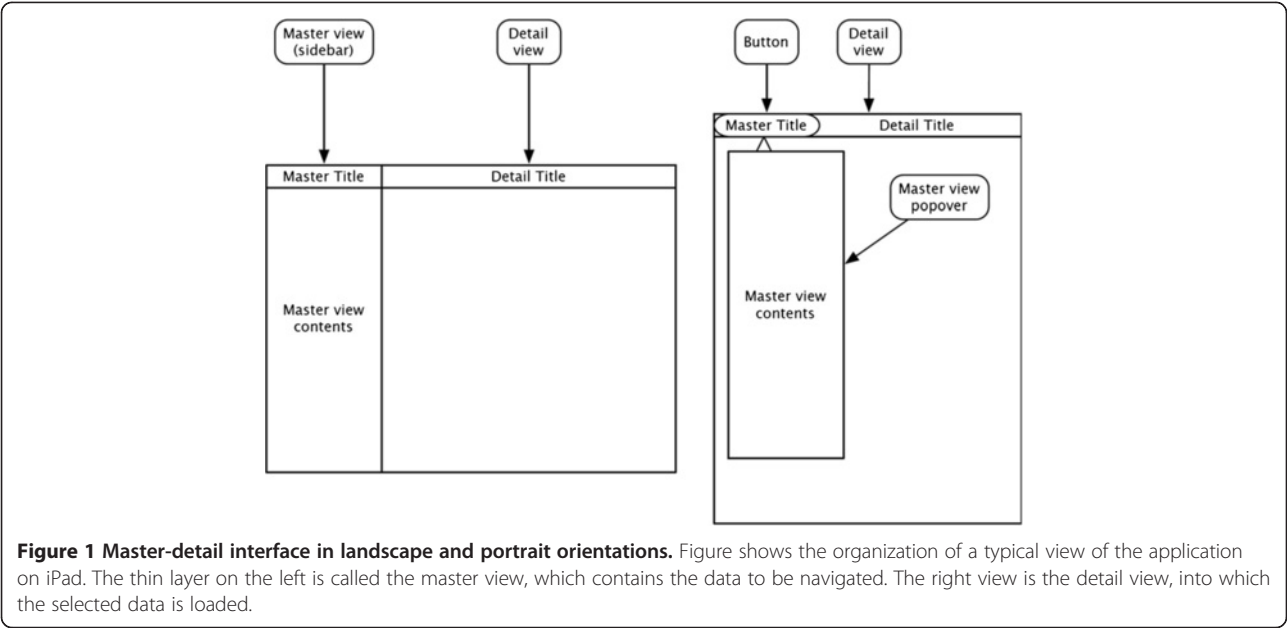 Master view
(sidebar)
Detail
view
Master Title
Detail Title
Master view
contents
Button
Detail
view
Master Title
Detail Title
Master view
popover
Master view
contents
Figure 1 Master-detail interface in landscape and portrait orientations. Figure shows the organization of a typical view of the application
on iPad. The thin layer on the left is called the master view, which contains the data to be navigated. The right view is the detail view, into which
the selected data is loaded.